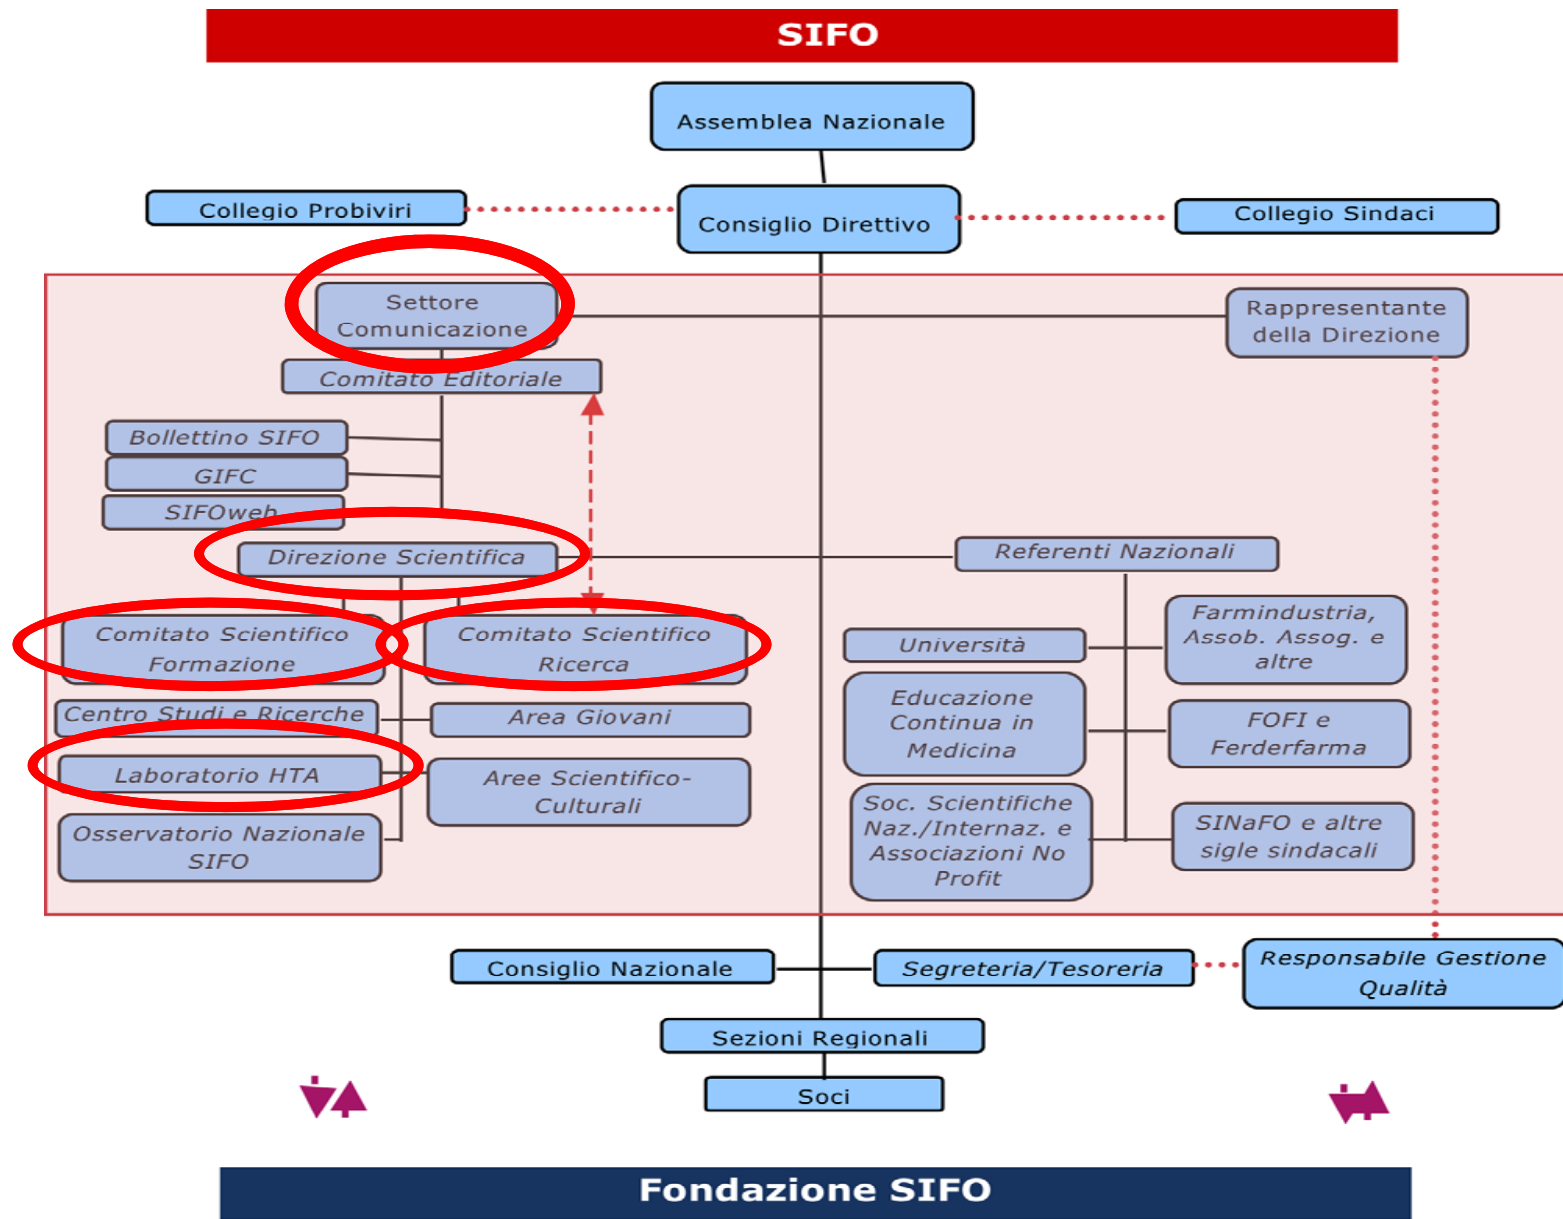 SIFO
Assemblea Nazionale
Collegio Probiviri
Consiglio Direttivo
Collegio Sindaci
Settore
Comunicazione
Rappresentante
della Direzione
Comitato Editoriale
Bollettino SIFO
GIFC
SIFOweb
Direzione Scientifica
Referenti Nazionali
Comitato Scientifico
Formazione
Comitato Scientifico
Ricerca
Università
Farmindustria,
Assob. Assog. e
altre
Centro Studi e Ricerche
Area Giovani
Educazione
Continua in
Medicina
FOFI e
Ferderfarma
Laboratorio HTA
Aree Scientifico-
Culturali
Osservatorio Nazionale
SIFO
Soc. Scientifiche
Naz./Internaz. e
Associazioni No
Profit
SINaFO e altre
sigle sindacali
Consiglio Nazionale
Segreteria/Tesoreria
Responsabile Gestione
Qualità
Sezioni Regionali
Soci
Fondazione SIFO